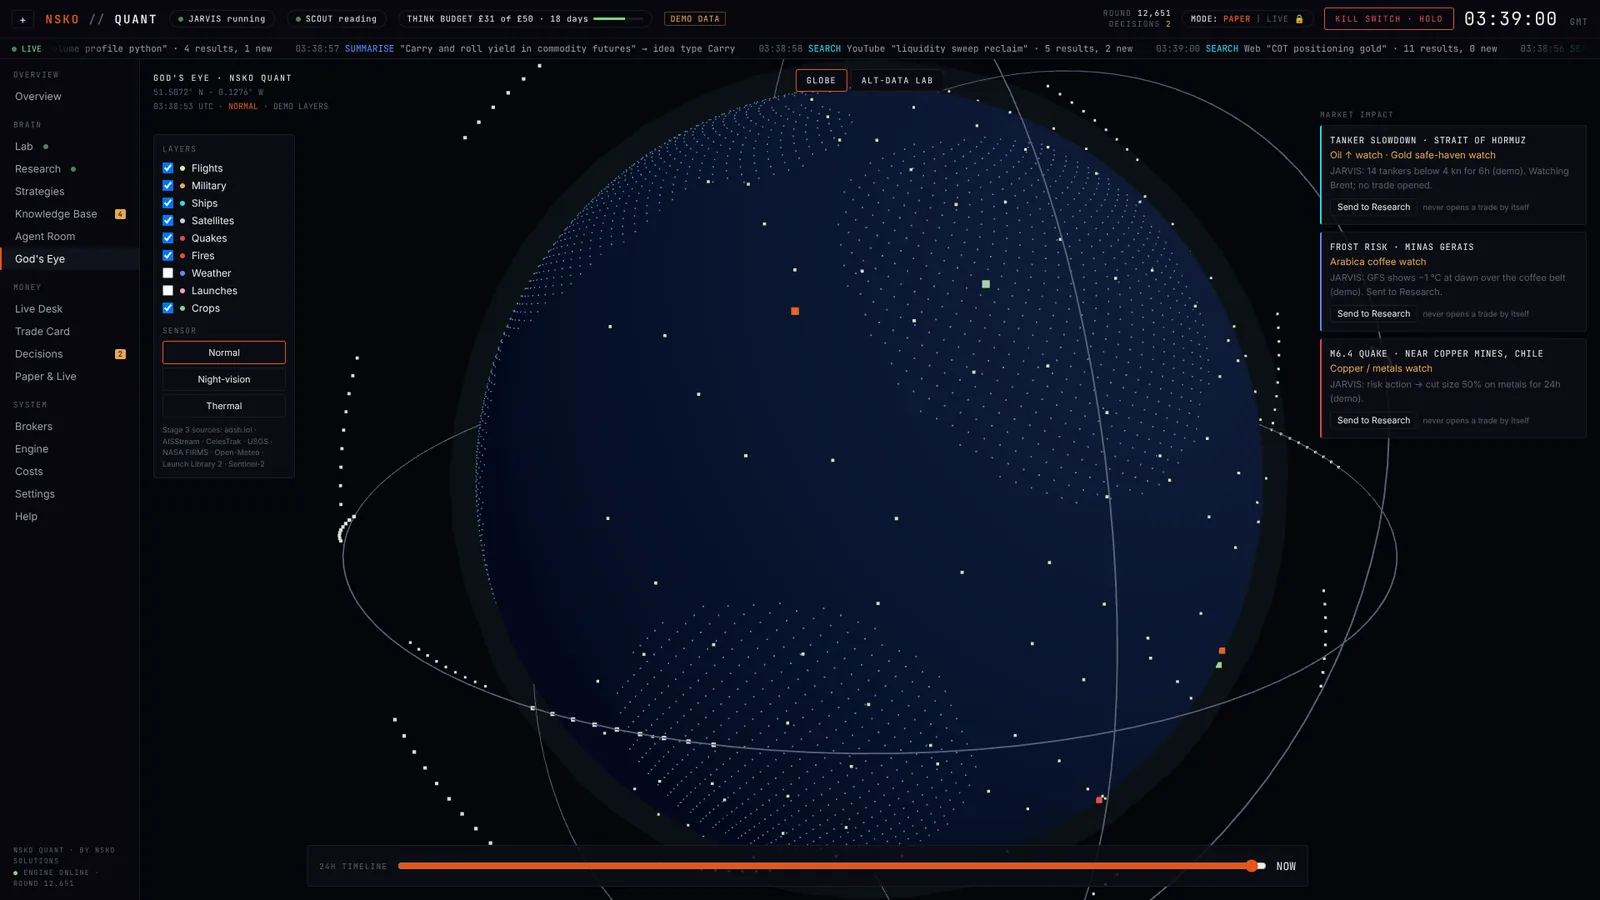 + NSKO // QUANT
JARVIS running
SCOUT reading
THINK BUDGET £31 of £50 · 18 days
DEMO DATA
ROUND 12,651
DECISIONS 2
MODE: PAPER | LIVE
KILL SWITCH · HOLD
03:39:00 GMT
LIVE
profile python" · 4 results, 1 new
03:38:57 SUMMARISE "Carry and roll yield in commodity futures" → idea type Carry
03:38:58 SEARCH YouTube "liquidity sweep reclaim" · 5 results, 2 new
03:39:00 SEARCH Web "COT positioning gold" · 11 results, 0 new
03:38:56
OVERVIEW
Overview
BRAIN
Lab
Research
Strategies
Knowledge Base 4
Agent Room
God's Eye
MONEY
Live Desk
Trade Card
Decisions 2
Paper & Live
SYSTEM
Brokers
Engine
Costs
Settings
Help
NSKO QUANT · BY NSKO
SOLUTIONS
ENGINE ONLINE ·
ROUND 12,651
GOD'S EYE · NSKO QUANT
51.5072° N · 0.1276° W
03:38:53 UTC · NORMAL · DEMO LAYERS
LAYERS
Flights
Military
Ships
Satellites
Quakes
Fires
Weather
Launches
Crops
SENSOR
Normal
Night-vision
Thermal
Stage 3 sources: adsb.lol ·
AISStream · CelesTrak · USGS ·
NASA FIRMS · Open-Meteo ·
Launch Library 2 · Sentinel-2
GLOBE
ALT-DATA LAB
MARKET IMPACT
TANKER SLOWDOWN · STRAIT OF HORMUZ
Oil ↑ watch · Gold safe-haven watch
JARVIS: 14 tankers below 4 kn for 6h (demo). Watching
Brent; no trade opened.
Send to Research never opens a trade by itself
FROST RISK · MINAS GERAIS
Arabica coffee watch
JARVIS: GFS shows −1 °C at dawn over the coffee belt
(demo). Sent to Research.
Send to Research never opens a trade by itself
M6.4 QUAKE · NEAR COPPER MINES, CHILE
Copper / metals watch
JARVIS: risk action → cut size 50% on metals for 24h
(demo).
Send to Research never opens a trade by itself
24H TIMELINE
NOW